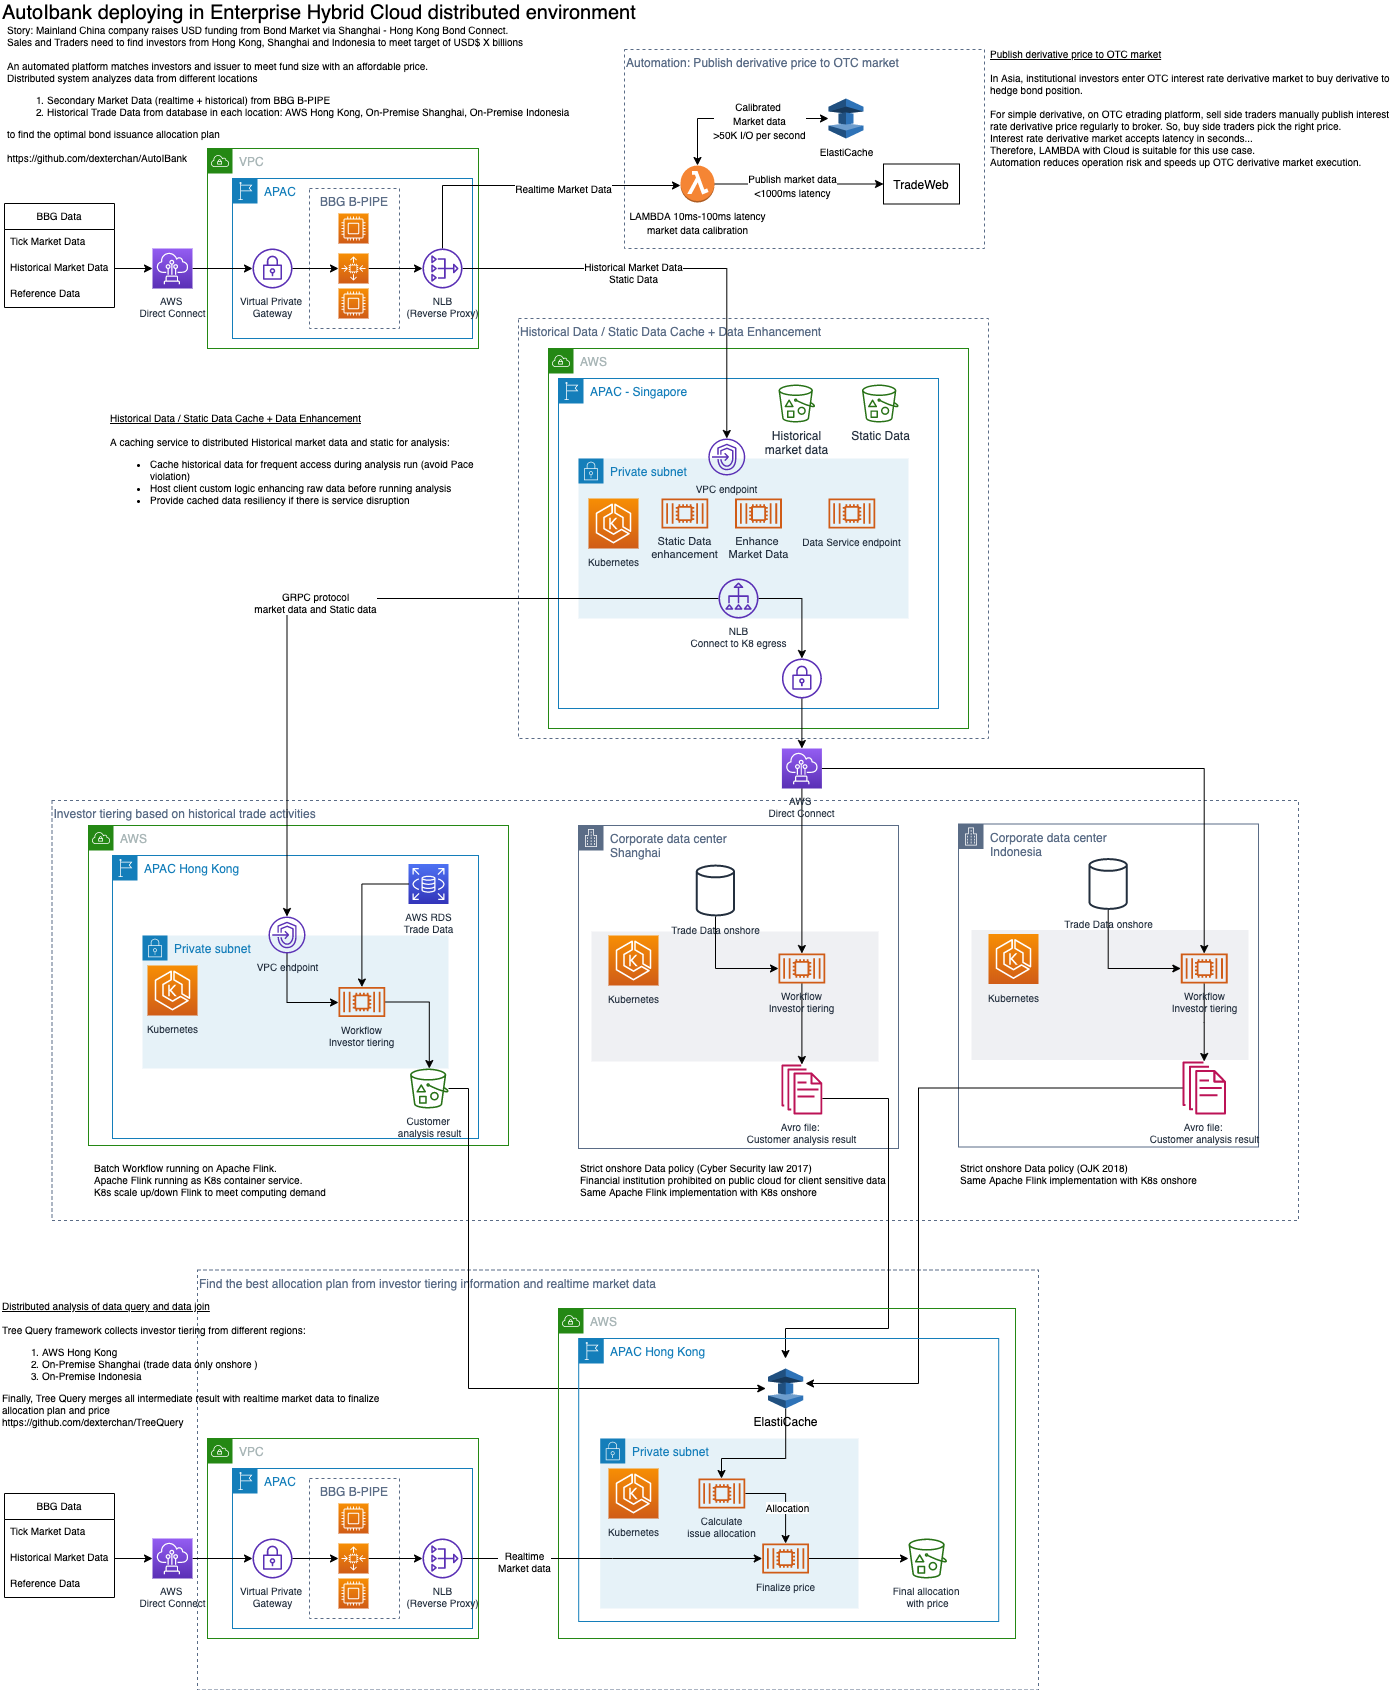 AutoIbank deploying in Enterprise Hybrid Cloud distributed environment
Story: Mainland China company raises USD funding from Bond Market via Shanghai - Hong Kong Bond Connect.
Sales and Traders need to find investors from Hong Kong, Shanghai and Indonesia to meet target of USD$ X billions
An automated platform matches investors and issuer to meet fund size with an affordable price.
Distributed system analyzes data from different locations
1. Secondary Market Data (realtime + historical) from BBG B-PIPE
2. Historical Trade Data from database in each location: AWS Hong Kong, On-Premise Shanghai, On-Premise Indonesia
to find the optimal bond issuance allocation plan
https://github.com/dexterchan/AutoIBank
Automation: Publish derivative price to OTC market
Calibrated
Market data
>50K I/O per second
ElastiCache
Publish market data
<1000ms latency
TradeWeb
LAMBDA 10ms-100ms latency
market data calibration
Publish derivative price to OTC market
In Asia, institutional investors enter OTC interest rate derivative market to buy derivative to
hedge bond position.
For simple derivative, on OTC etrading platform, sell side traders manually publish interest
rate derivative price regularly to broker. So, buy side traders pick the right price.
Interest rate derivative market accepts latency in seconds...
Therefore, LAMBDA with Cloud is suitable for this use case.
Automation reduces operation risk and speeds up OTC derivative market execution.
VPC
APAC
BBG B-PIPE
BBG Data
Tick Market Data
Historical Market Data
Reference Data
AWS
Direct Connect
Virtual Private
Gateway
NLB
(Reverse Proxy)
Realtime Market Data
Historical Market Data
Static Data
Historical Data / Static Data Cache + Data Enhancement
AWS
APAC - Singapore
Historical
market data
Static Data
Private subnet
VPC endpoint
Kubernetes
Static Data
enhancement
Enhance
Market Data
Data Service endpoint
NLB
Connect to K8 egress
Historical Data / Static Data Cache + Data Enhancement
A caching service to distributed Historical market data and static for analysis:
• Cache historical data for frequent access during analysis run (avoid Pace
violation)
• Host client custom logic enhancing raw data before running analysis
• Provide cached data resiliency if there is service disruption
GRPC protocol
market data and Static data
AWS
Direct Connect
Investor tiering based on historical trade activities
AWS
APAC Hong Kong
AWS RDS
Trade Data
Private subnet
VPC endpoint
Kubernetes
Workflow
Investor tiering
Customer
analysis result
Batch Workflow running on Apache Flink.
Apache Flink running as K8s container service.
K8s scale up/down Flink to meet computing demand
Corporate data center
Shanghai
Trade Data onshore
Kubernetes
Workflow
Investor tiering
Avro file:
Customer analysis result
Strict onshore Data policy (Cyber Security law 2017)
Financial institution prohibited on public cloud for client sensitive data
Same Apache Flink implementation with K8s onshore
Corporate data center
Indonesia
Trade Data onshore
Kubernetes
Workflow
Investor tiering
Avro file:
Customer analysis result
Strict onshore Data policy (OJK 2018)
Same Apache Flink implementation with K8s onshore
Find the best allocation plan from investor tiering information and realtime market data
Distributed analysis of data query and data join
Tree Query framework collects investor tiering from different regions:
1. AWS Hong Kong
2. On-Premise Shanghai (trade data only onshore )
3. On-Premise Indonesia
Finally, Tree Query merges all intermediate result with realtime market data to finalize
allocation plan and price
https://github.com/dexterchan/TreeQuery
AWS
APAC Hong Kong
ElastiCache
Private subnet
Kubernetes
Calculate
issue allocation
Allocation
Finalize price
Final allocation
with price
VPC
APAC
BBG B-PIPE
BBG Data
Tick Market Data
Historical Market Data
Reference Data
AWS
Direct Connect
Virtual Private
Gateway
NLB
(Reverse Proxy)
Realtime
Market data